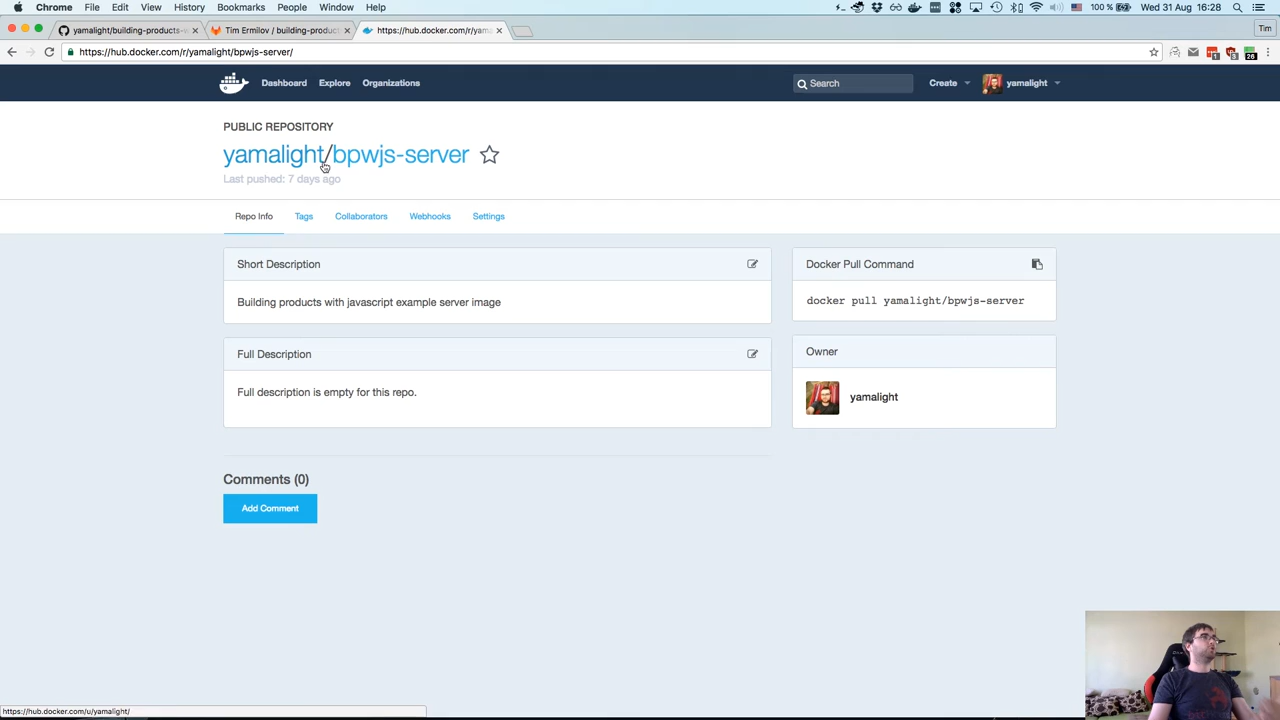 Chrome File Edit View History Bookmarks People Window Help 100 % Wed 31 Aug 16:28
yamalight/building-products-w Tim Ermilov / building-produc https://hub.docker.com/r/yama Tim
https://hub.docker.com/r/yamalight/bpwjs-server/
Dashboard Explore Organizations Search Create yamalight
PUBLIC REPOSITORY
yamalight/bpwjs-server
Last pushed: 7 days ago
Repo Info Tags Collaborators Webhooks Settings
Short Description
Building products with javascript example server image
Full Description
Full description is empty for this repo.
Docker Pull Command
docker pull yamalight/bpwjs-server
Owner
yamalight
Comments (0)
Add Comment
https://hub.docker.com/u/yamalight/